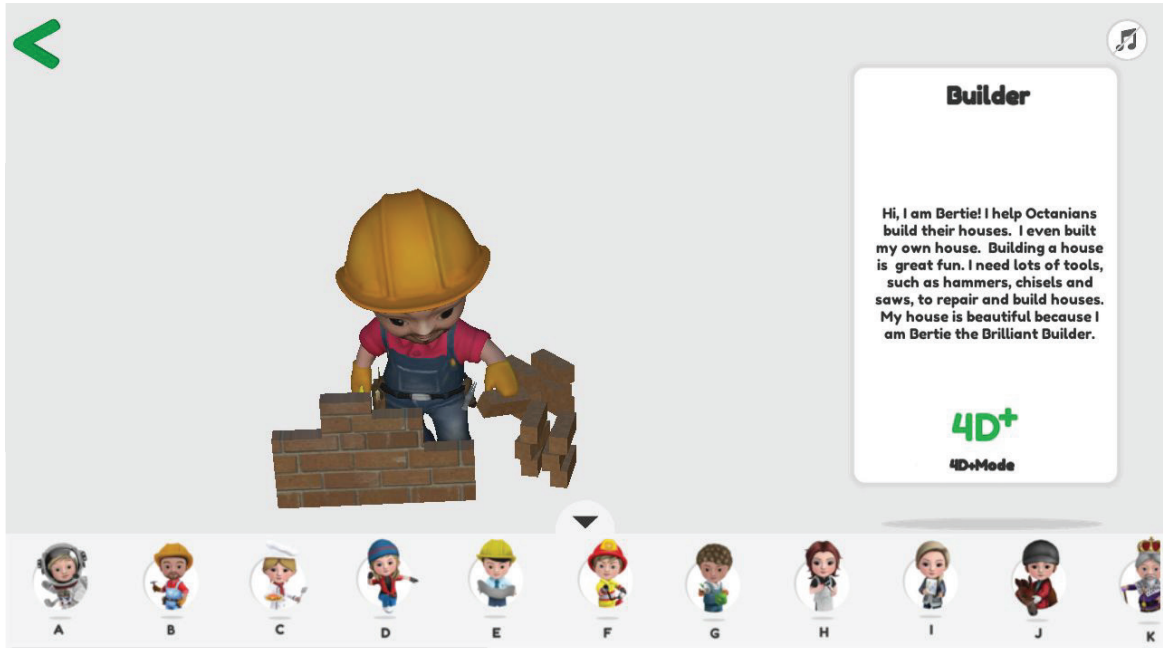 Builder
Hi, I am Bertie! I help Octanians
build their houses. I even built
my own house. Building a house
is great fun. I need lots of tools,
such as hammers, chisels and
saws, to repair and build houses.
My house is beautiful because I
am Bertie the Brilliant Builder.
4D+
4D+Mode
A B C D E F G H I J K